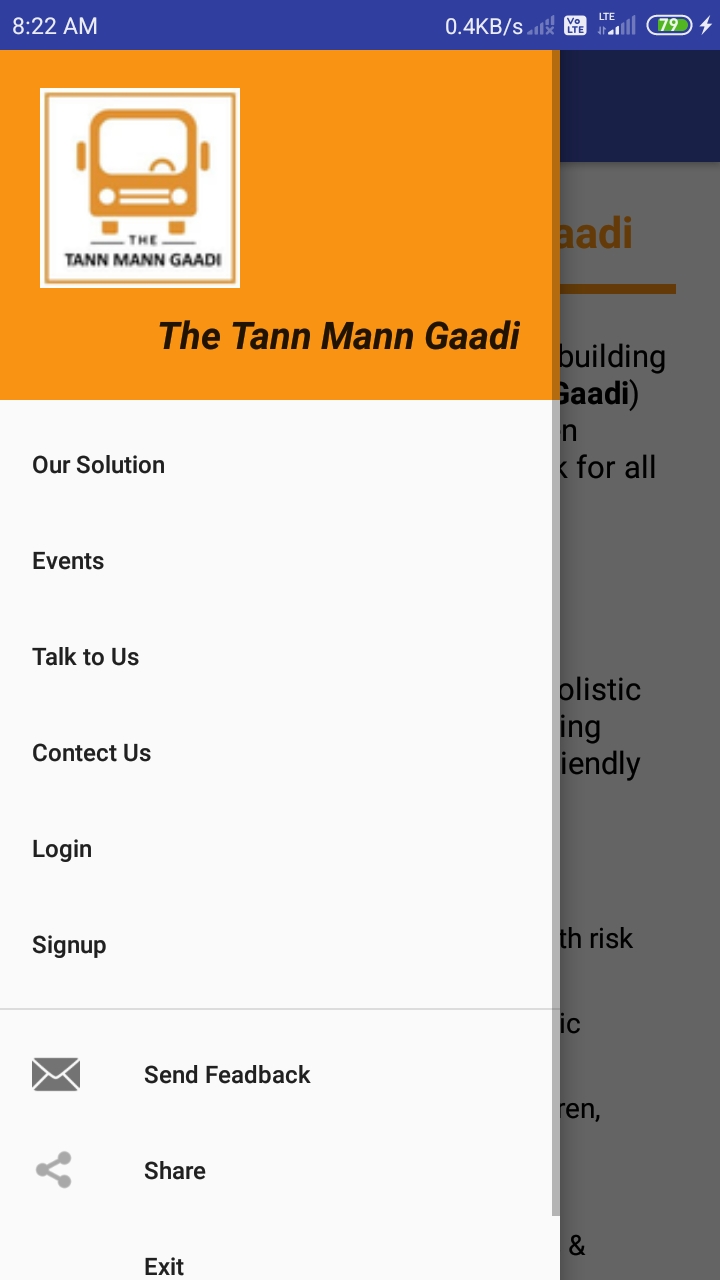 8:22 AM
0.4KB/s
Vo
LTE
LTE
79
THE
TANN MANN GAADI
The Tann Mann Gaadi
aadi
building
Gaadi)
n
k for all
Our Solution
Events
Talk to Us
olistic
ing
iendly
Contect Us
Login
Signup
th risk
ic
Send Feadback
ren,
Share
&
Exit